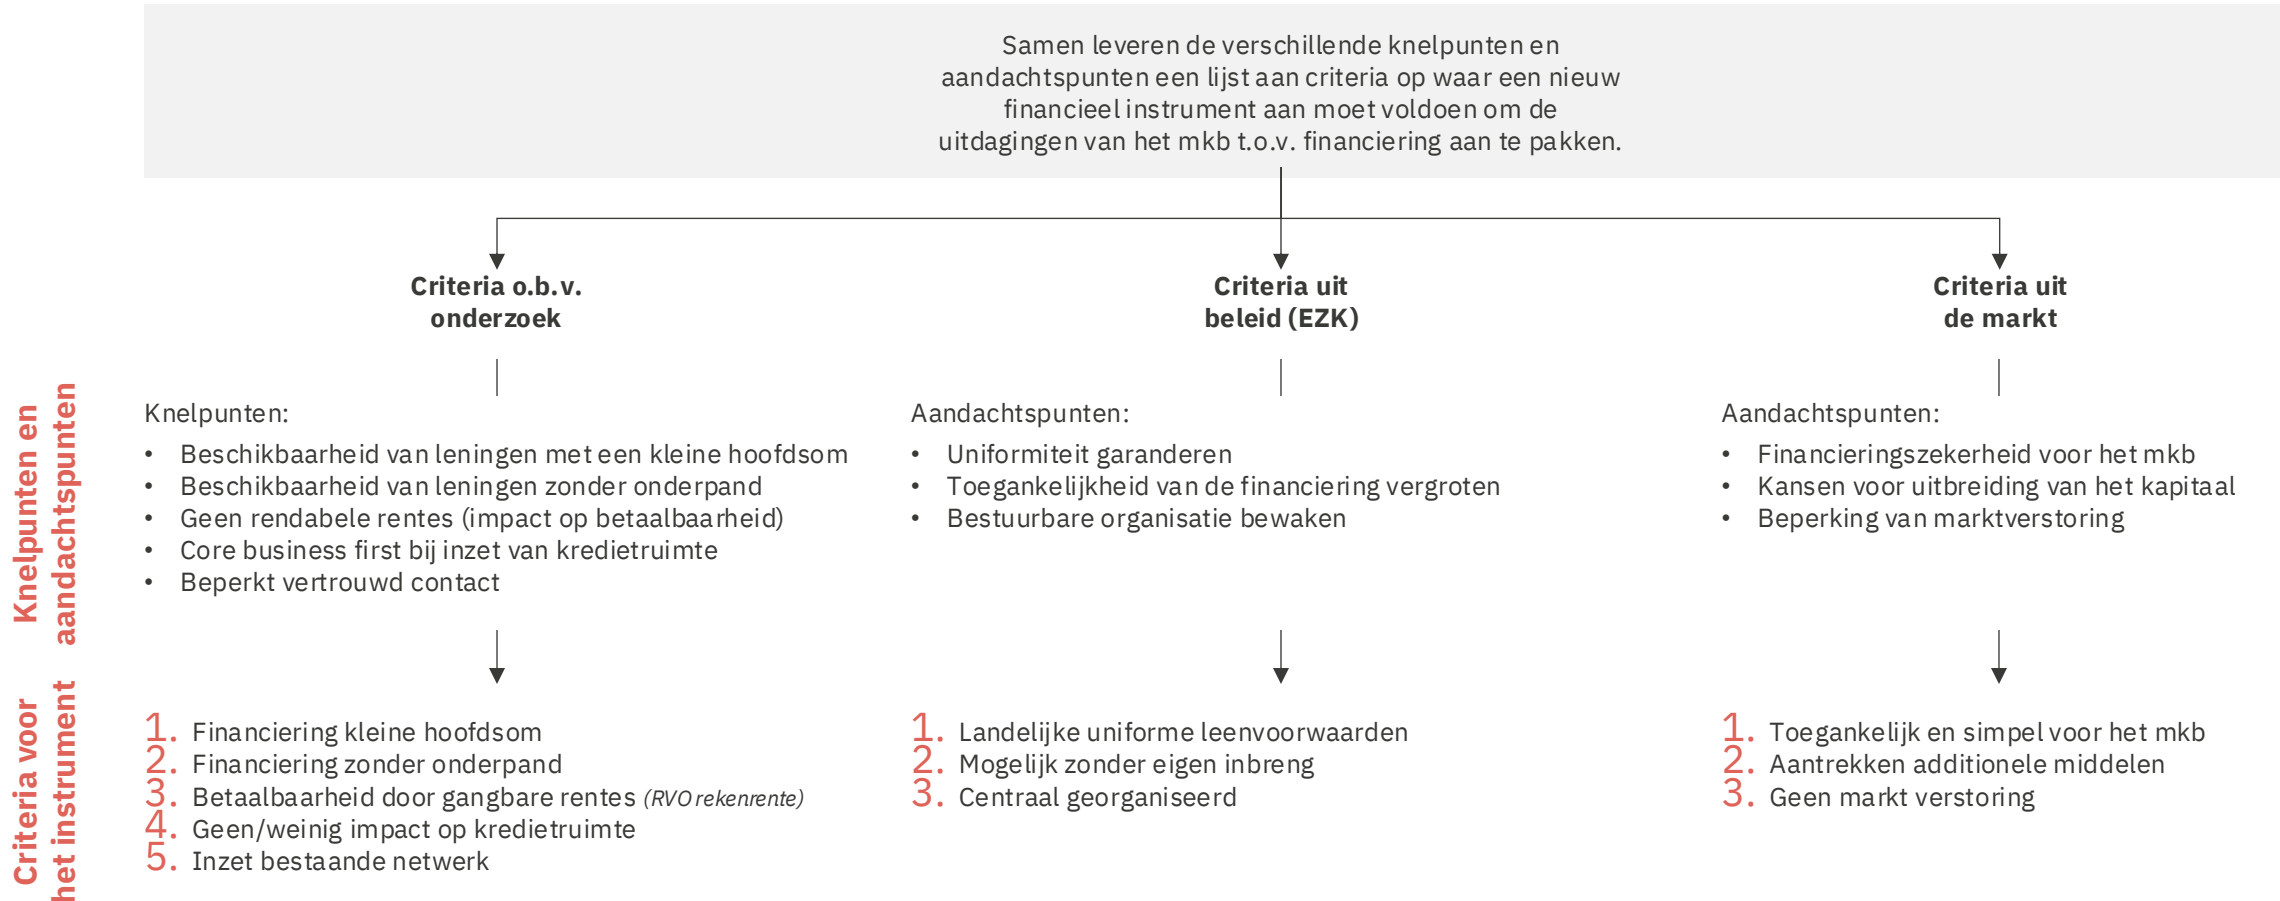 Samen leveren de verschillende knelpunten en
aandachtspunten een lijst aan criteria op waar een nieuw
financieel instrument aan moet voldoen om de
uitdagingen van het mkb t.o.v. financiering aan te pakken.
Criteria o.b.v.
onderzoek
Criteria uit
beleid (EZK)
Criteria uit
de markt
Knelpunten en
aandachtspunten
Knelpunten:
• Beschikbaarheid van leningen met een kleine hoofdsom
• Beschikbaarheid van leningen zonder onderpand
• Geen rendabele rentes (impact op betaalbaarheid)
• Core business first bij inzet van kredietruimte
• Beperkt vertrouwd contact
Aandachtspunten:
• Uniformiteit garanderen
• Toegankelijkheid van de financiering vergroten
• Bestuurbare organisatie bewaken
Aandachtspunten:
• Financieringszekerheid voor het mkb
• Kansen voor uitbreiding van het kapitaal
• Beperking van marktverstoring
Criteria voor
het instrument
1. Financiering kleine hoofdsom
2. Financiering zonder onderpand
3. Betaalbaarheid door gangbare rentes (RVO rekenrente)
4. Geen/weinig impact op kredietruimte
5. Inzet bestaande netwerk
1. Landelijke uniforme leenvoorwaarden
2. Mogelijk zonder eigen inbreng
3. Centraal georganiseerd
1. Toegankelijk en simpel voor het mkb
2. Aantrekken additionele middelen
3. Geen markt verstoring